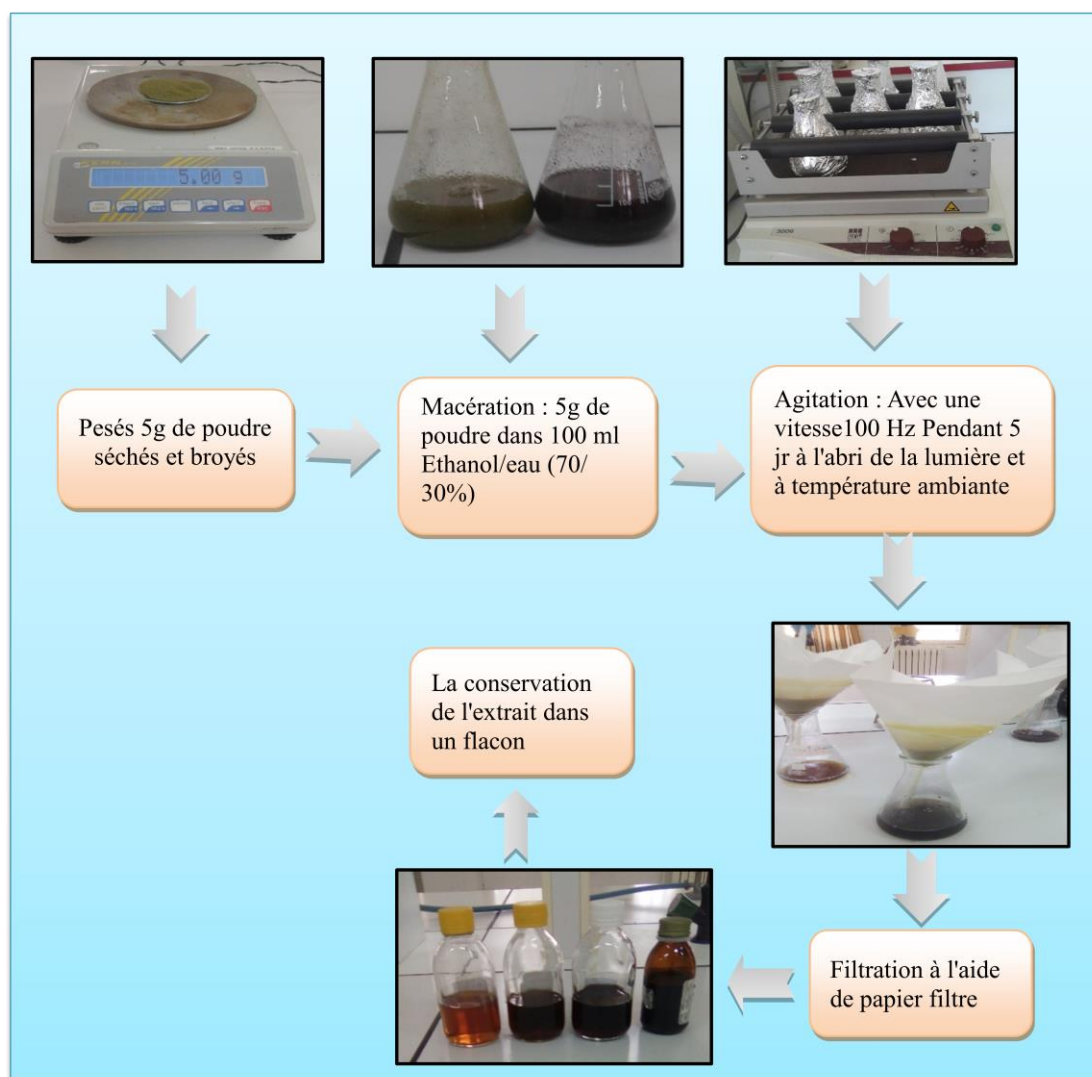 KERN
5.00 g
3006
Pesés 5g de poudre
séchés et broyés
Macération : 5g de
poudre dans 100 ml
Ethanol/eau (70/
30%)
Agitation : Avec une
vitesse100 Hz Pendant 5
jr à l'abri de la lumière et
à température ambiante
La conservation
de l'extrait dans
un flacon
Filtration à l'aide
de papier filtre